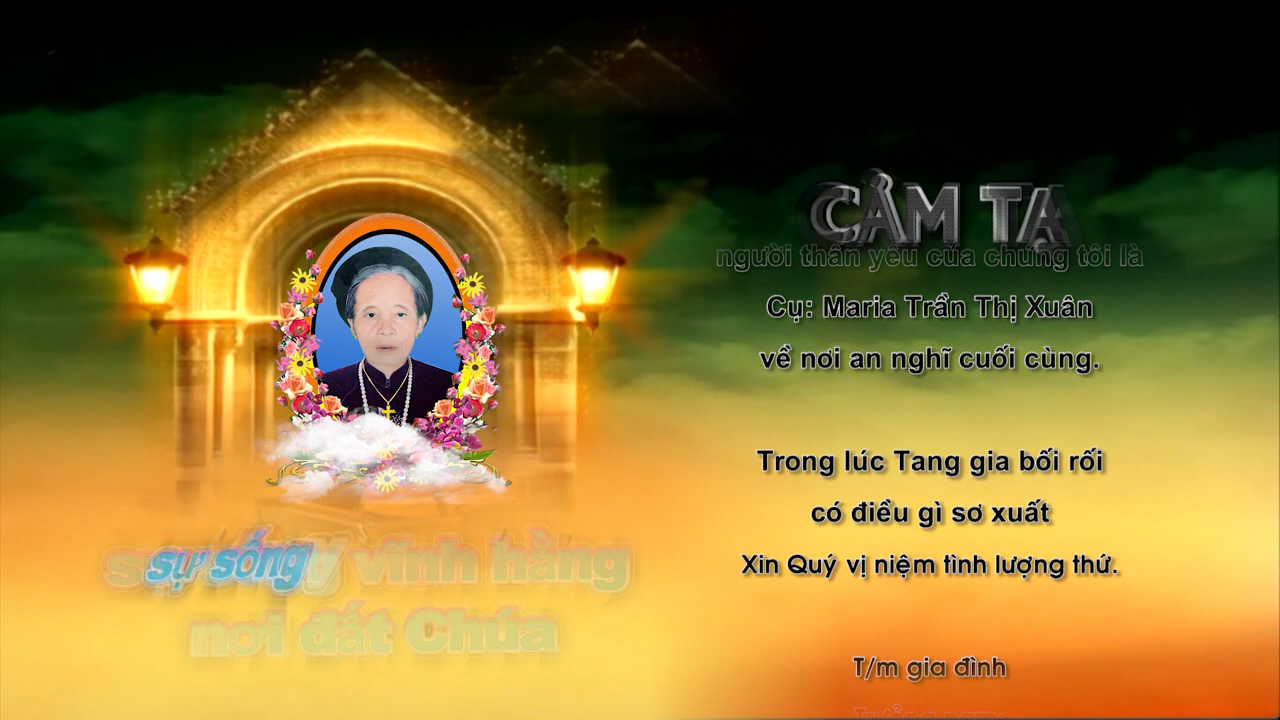 CẢM TẠ
người thân yêu của chúng tôi là
Cụ: Maria Trần Thị Xuân
về nơi an nghĩ cuối cùng.
Trong lúc Tang gia bối rối
có điều gì sơ xuất
Xin Quý vị niệm tình lượng thứ.
T/m gia đình
sự sống vĩnh hằng
nơi đất Chúa